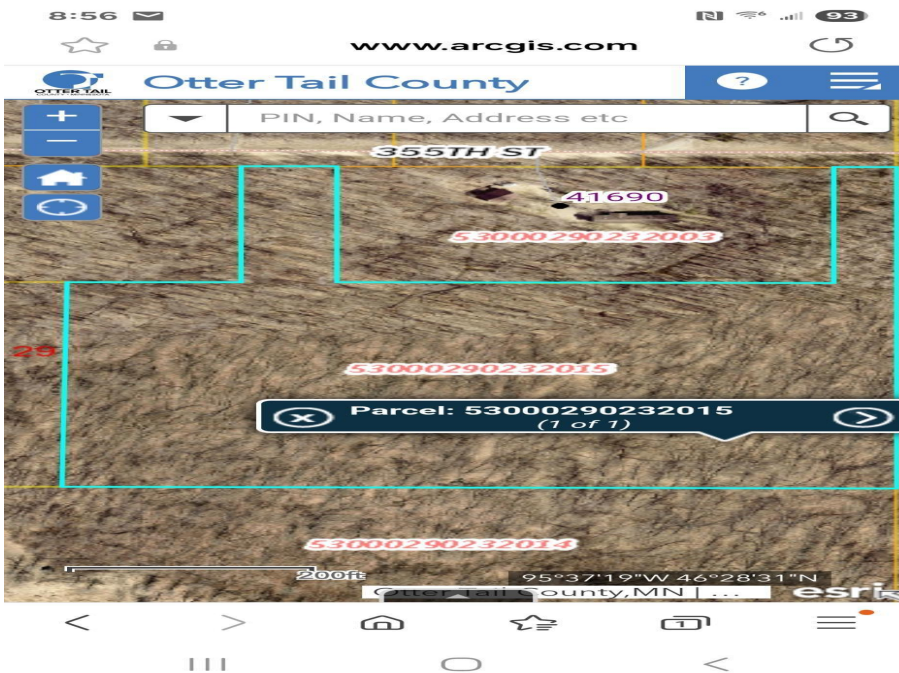 8:56
93
www.arcgis.com
OTTER TAIL
Otter Tail County
?
+
−
PIN, Name, Address etc
355TH ST
41690
53000290232003
29
53000290232015
Parcel: 53000290232015
(1 of 1)
53000290232014
200ft
95°37'19"W 46°28'31"N
Otter Tail County, MN | ...
esri
1